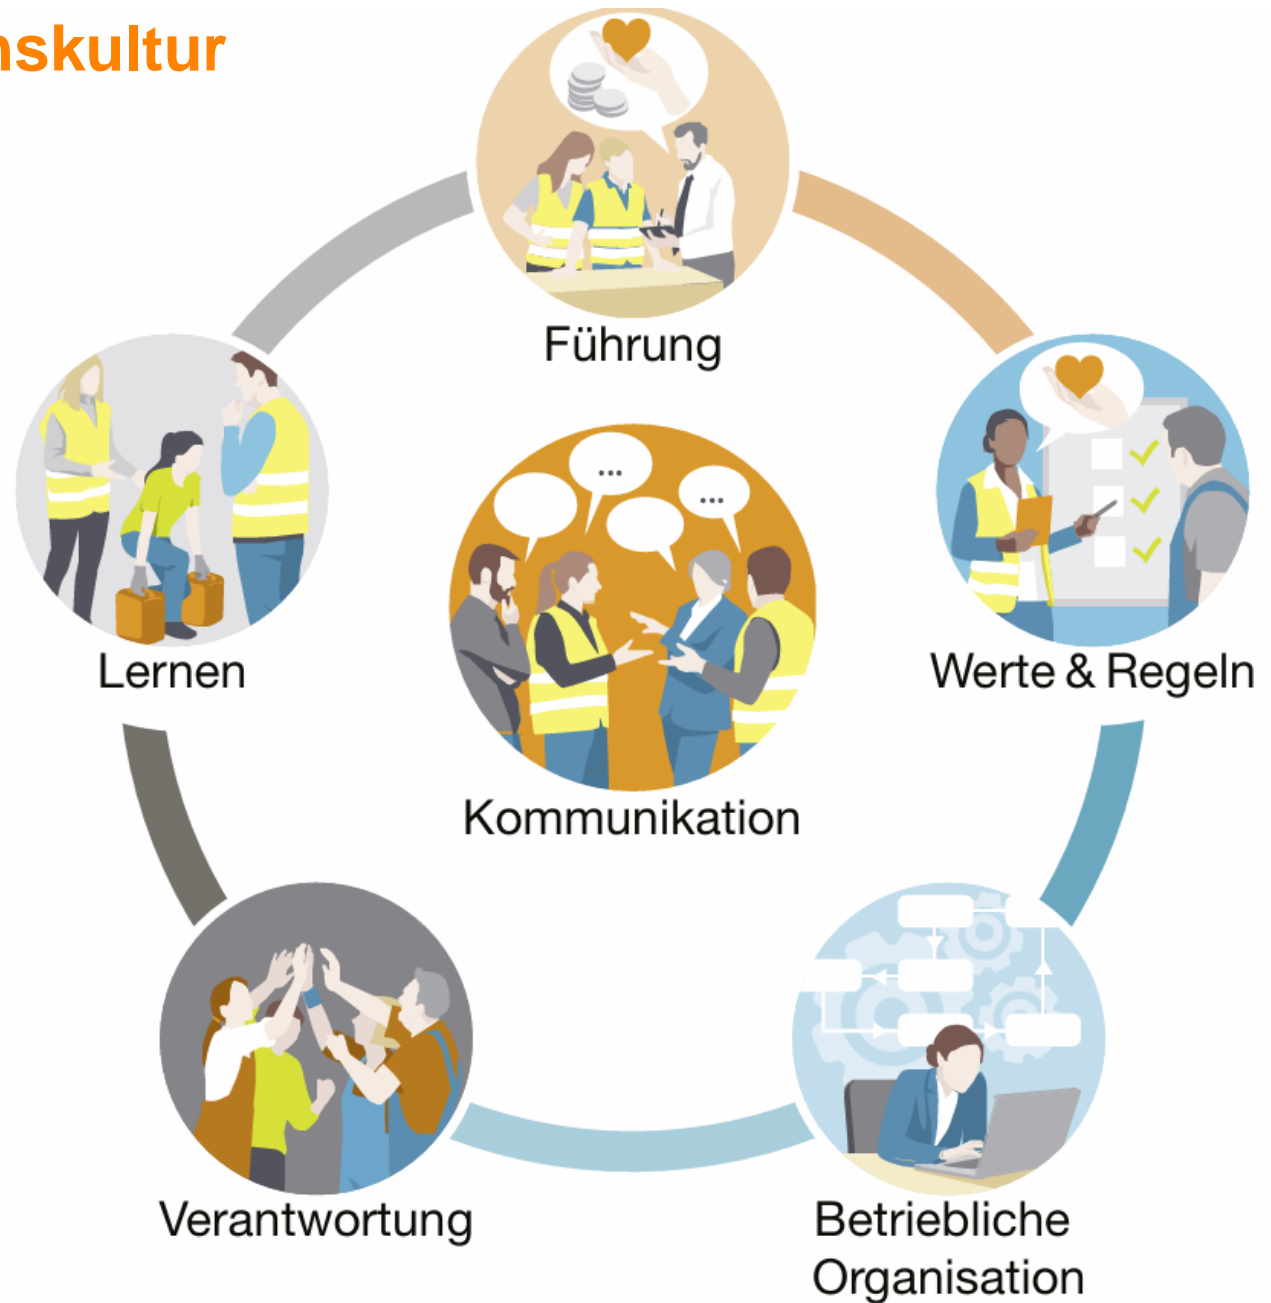 nskultur
Führung
Lernen
Werte & Regeln
...
...
Kommunikation
Verantwortung
Betriebliche
Organisation